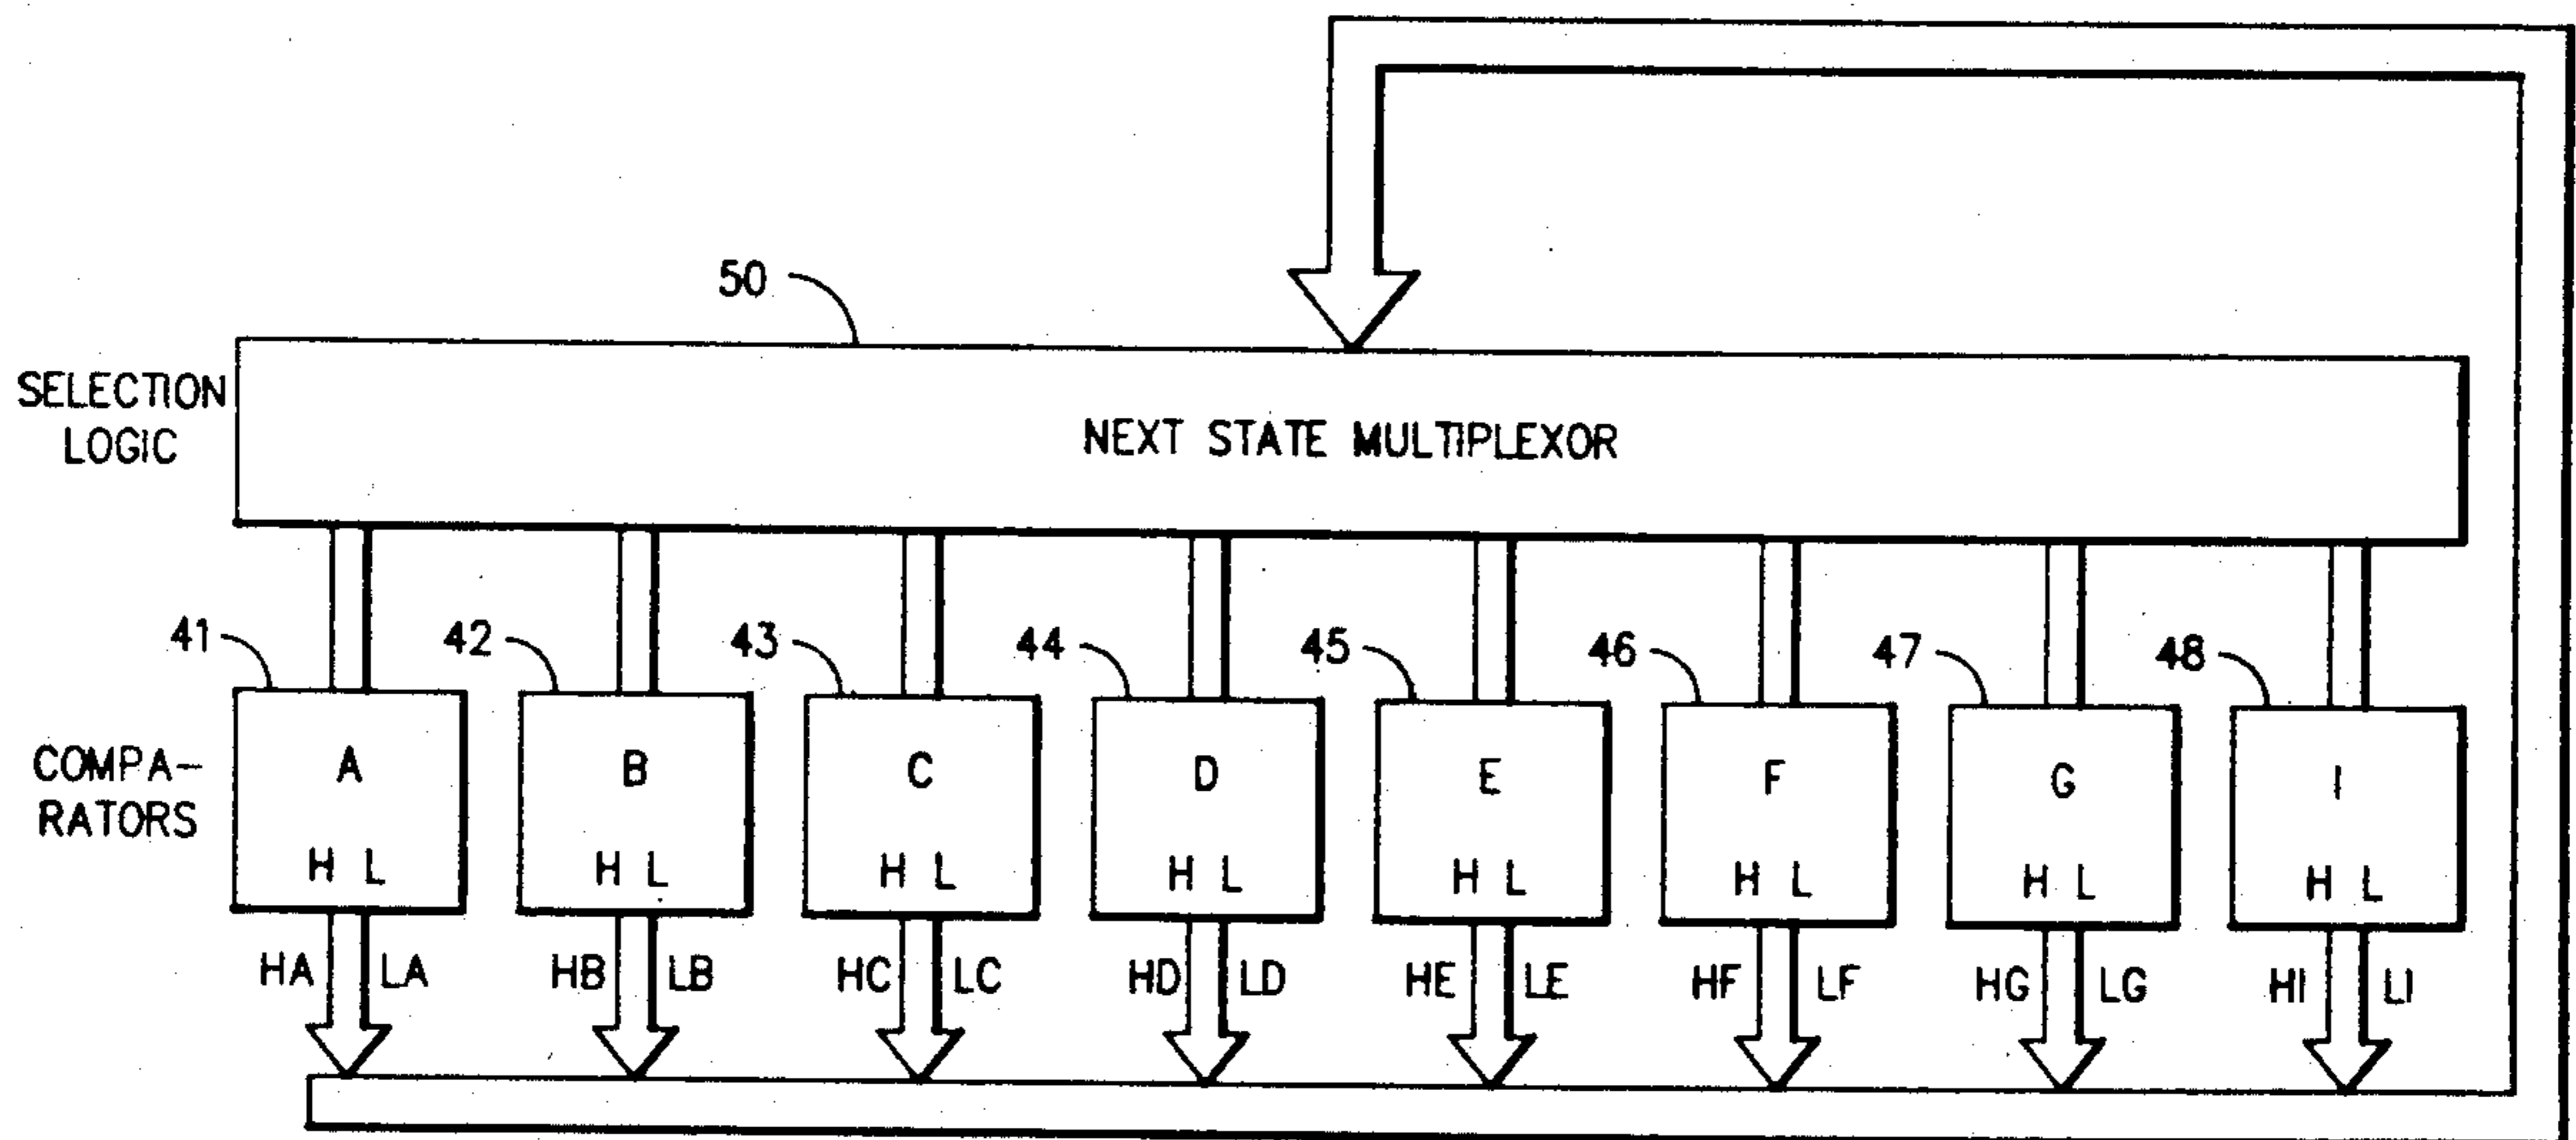 50
SELECTION
LOGIC
NEXT STATE MULTIPLEXOR
41 42 43 44 45 46 47 48
COMPA-
RATORS
A B C D E F G I
H L H L H L H L H L H L H L H L
HA LA HB LB HC LC HD LD HE LE HF LF HG LG HI LI